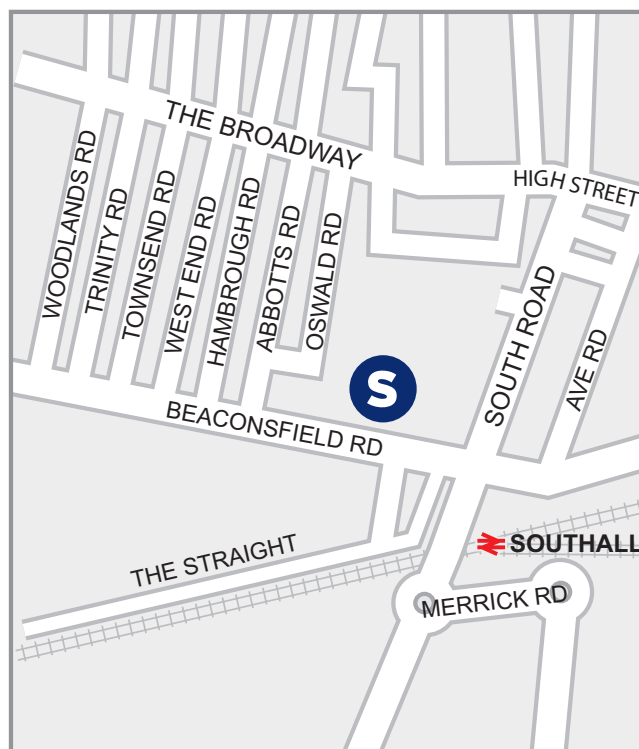 THE BROADWAY
HIGH STREET
WOODLANDS RD
TRINITY RD
TOWNSEND RD
WEST END RD
HAMBROUGH RD
ABBOTTS RD
OSWALD RD
SOUTH ROAD
AVE RD
S
BEACONSFIELD RD
THE STRAIGHT
SOUTHALL
MERRICK RD